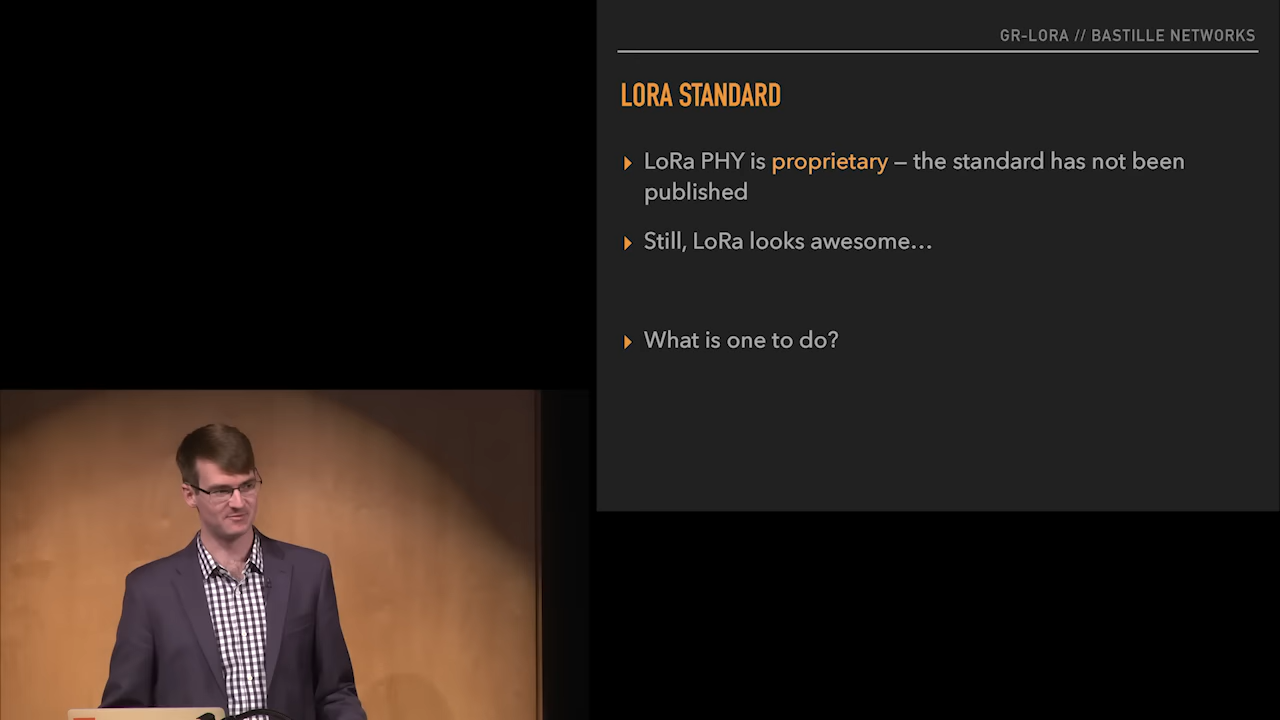 GR-LORA // BASTILLE NETWORKS
LORA STANDARD
LoRa PHY is proprietary – the standard has not been
published
Still, LoRa looks awesome…
What is one to do?